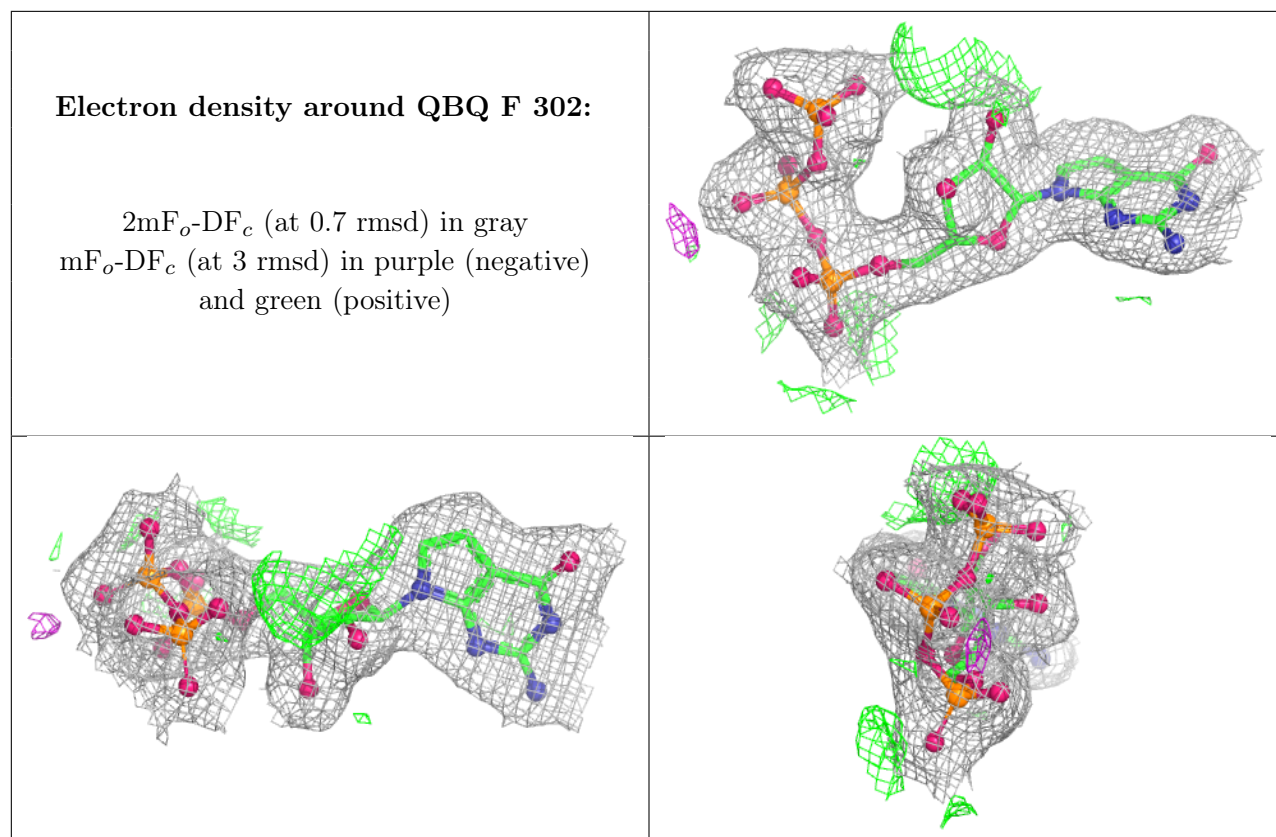 Electron density around QBQ F 302:
2mFo-DFc (at 0.7 rmsd) in gray
mFo-DFc (at 3 rmsd) in purple (negative)
and green (positive)